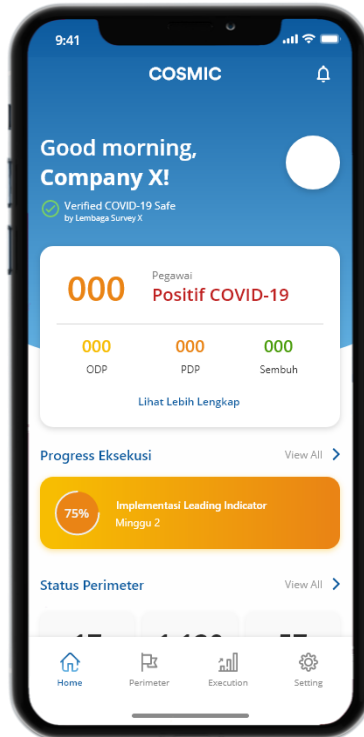 9:41
COSMIC
Good morning,
Company X!
Verified COVID-19 Safe
by Lembaga Survey X
000
Pegawai
Positif COVID-19
000
000
000
ODP
PDP
Sembuh
Lihat Lebih Lengkap
Progress Eksekusi
View All
75%
Implementasi Leading Indicator
Minggu 2
Status Perimeter
View All
Home
Perimeter
Execution
Setting